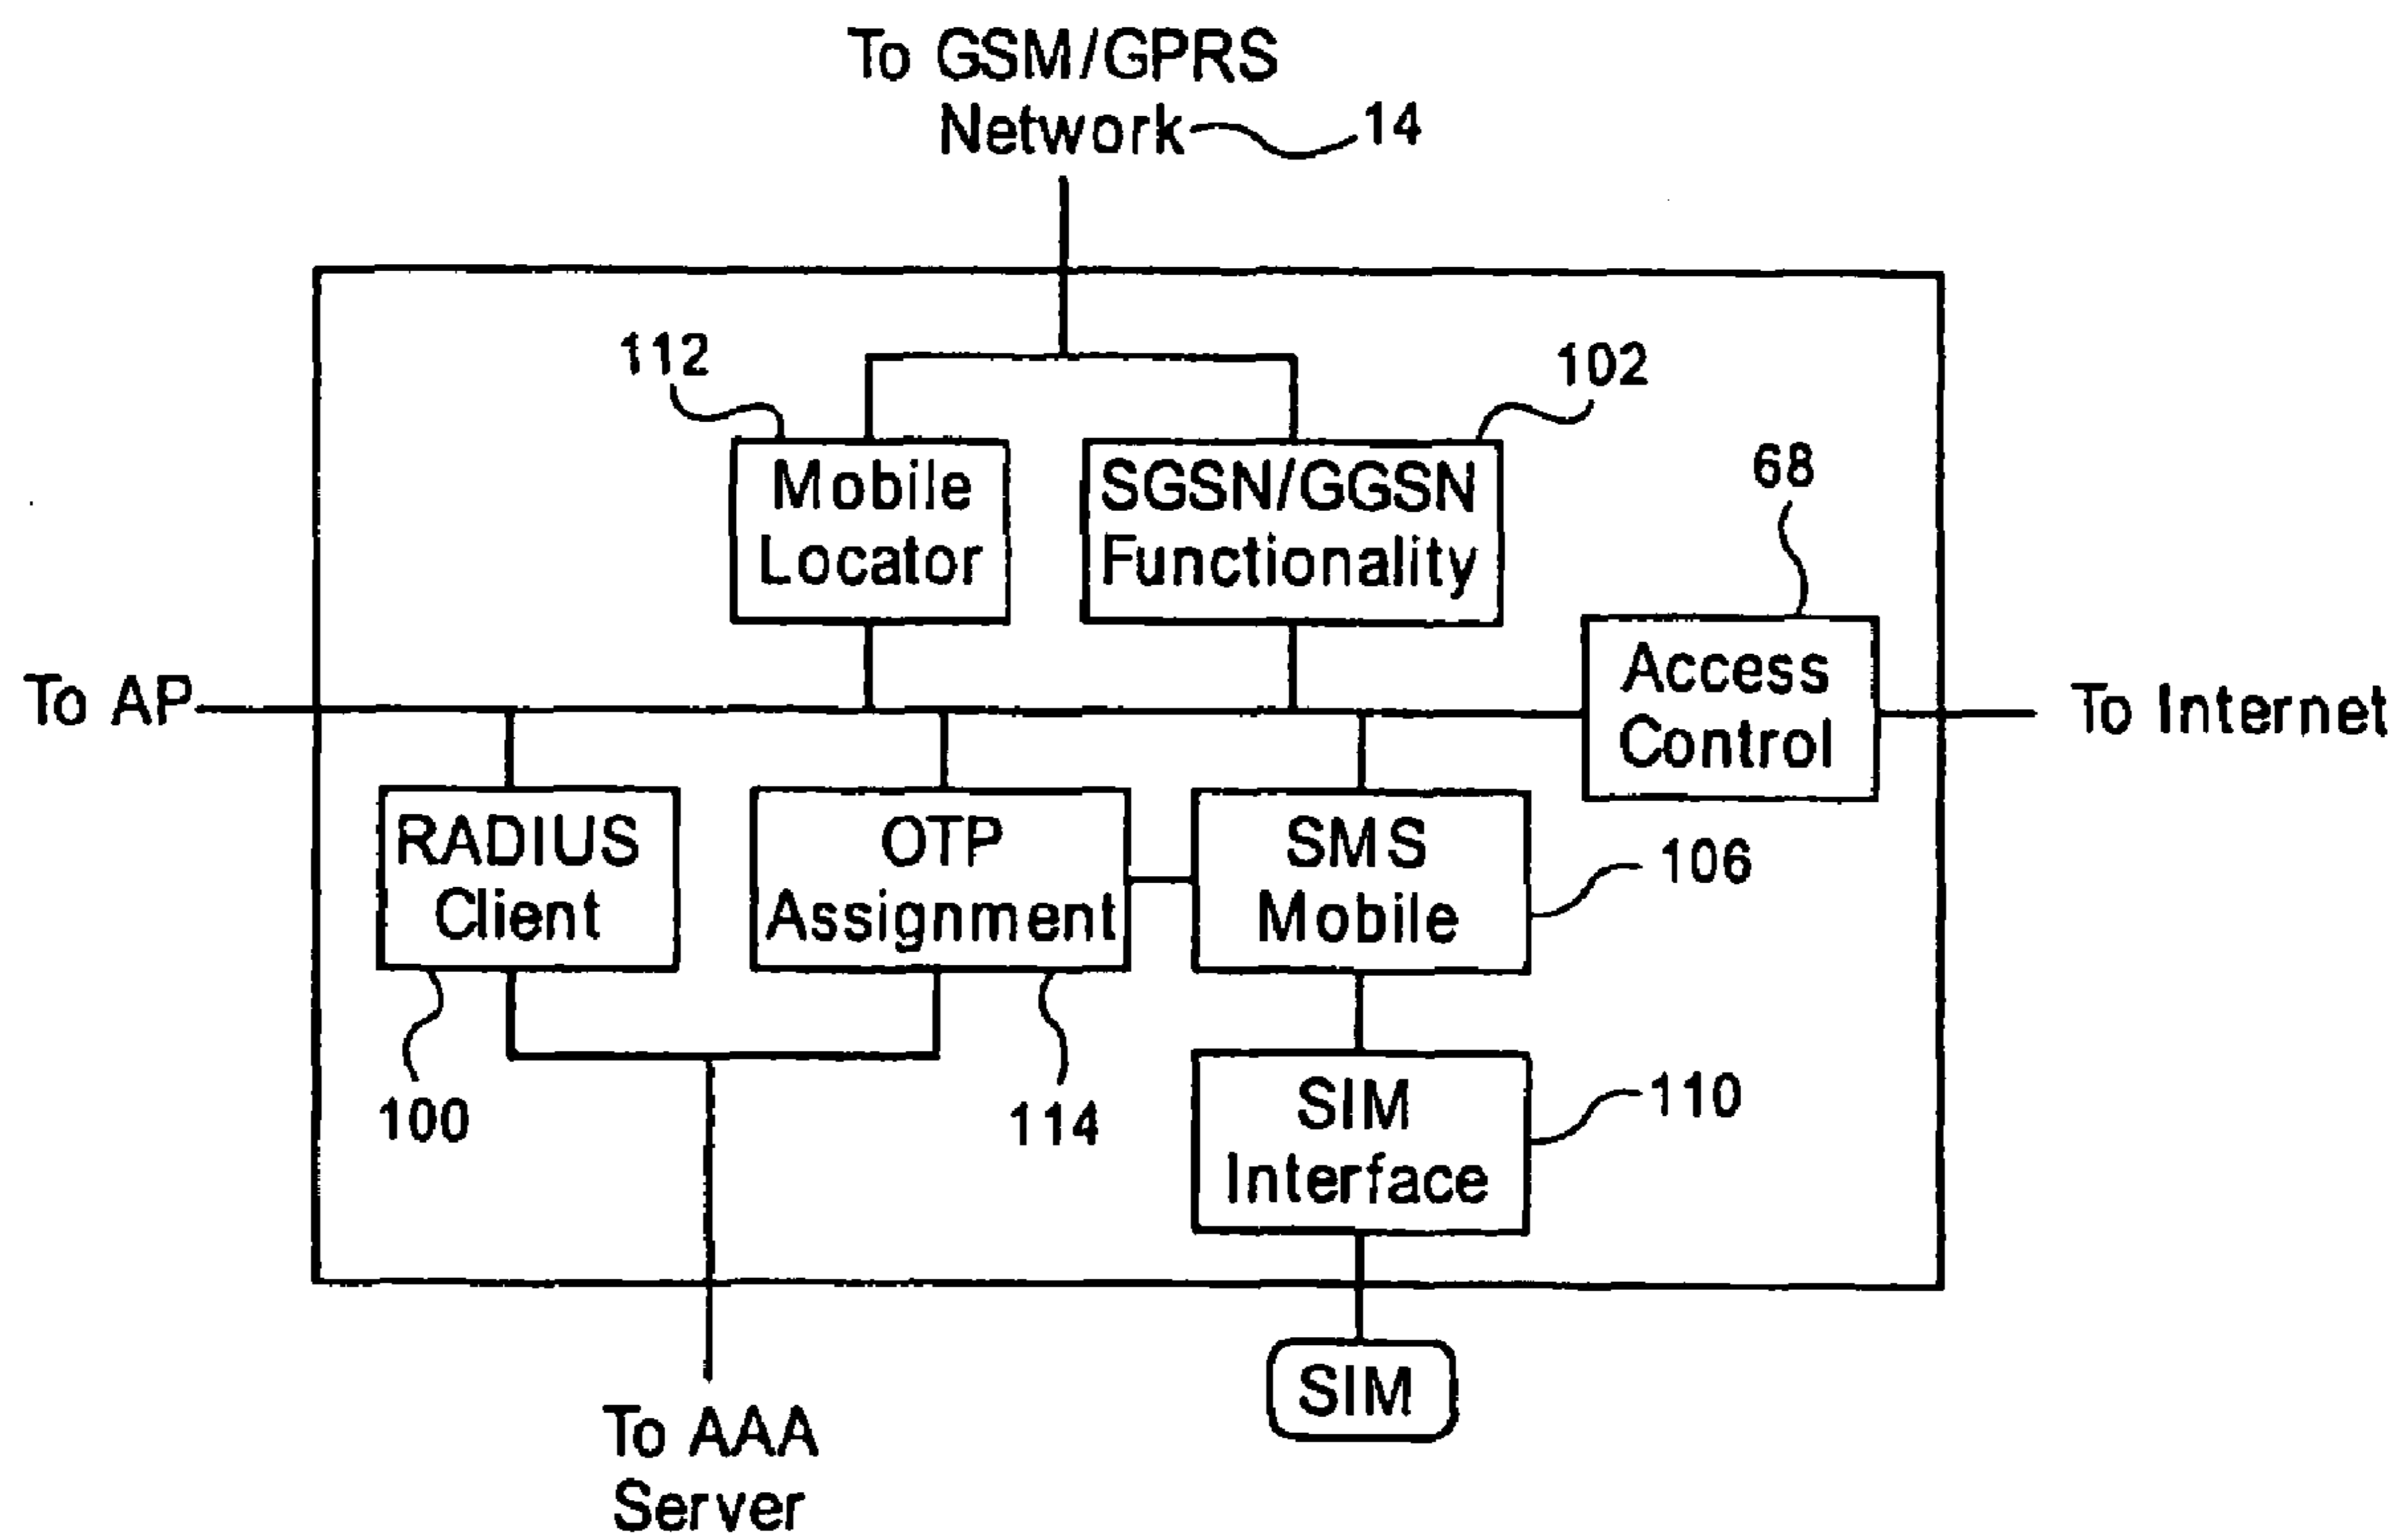 To GSM/GPRS
Network 14
112
102
Mobile
Locator
SGSN/GGSN
Functionality
68
Access
Control
To AP
To Internet
RADIUS
Client
OTP
Assignment
SMS
Mobile
106
100
114
SIM
Interface
110
SIM
To AAA
Server